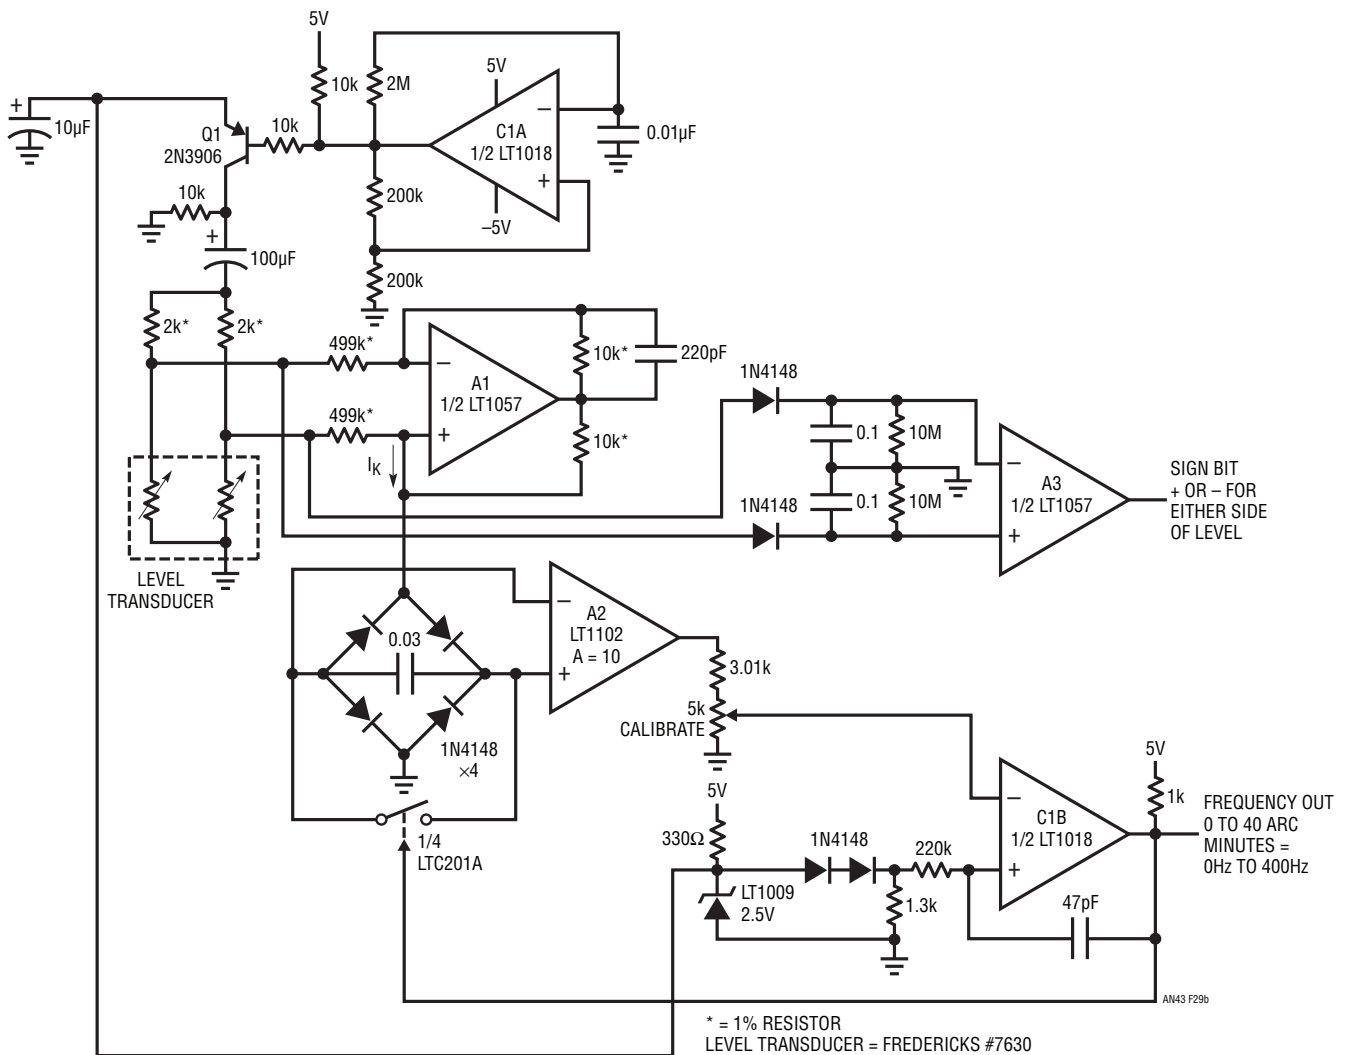 5V
10k
2M
5V
C1A
1/2 LT1018
–
+
–5V
0.01µF
+
10µF
Q1
2N3906
10k
10k
+
100µF
200k
200k
2k*
2k*
499k*
499k*
–
+
A1
1/2 LT1057
10k*
220pF
10k*
IK
LEVEL
TRANSDUCER
1N4148
1N4148
0.1
10M
0.1
10M
–
+
A3
1/2 LT1057
SIGN BIT
+ OR – FOR
EITHER SIDE
OF LEVEL
0.03
1N4148
×4
–
+
A2
LT1102
A = 10
3.01k
5k
CALIBRATE
1/4
LTC201A
5V
330Ω
LT1009
2.5V
1N4148
220k
1.3k
–
+
C1B
1/2 LT1018
47pF
5V
1k
FREQUENCY OUT
0 TO 40 ARC
MINUTES =
0Hz TO 400Hz
AN43 F29b
* = 1% RESISTOR
LEVEL TRANSDUCER = FREDERICKS #7630